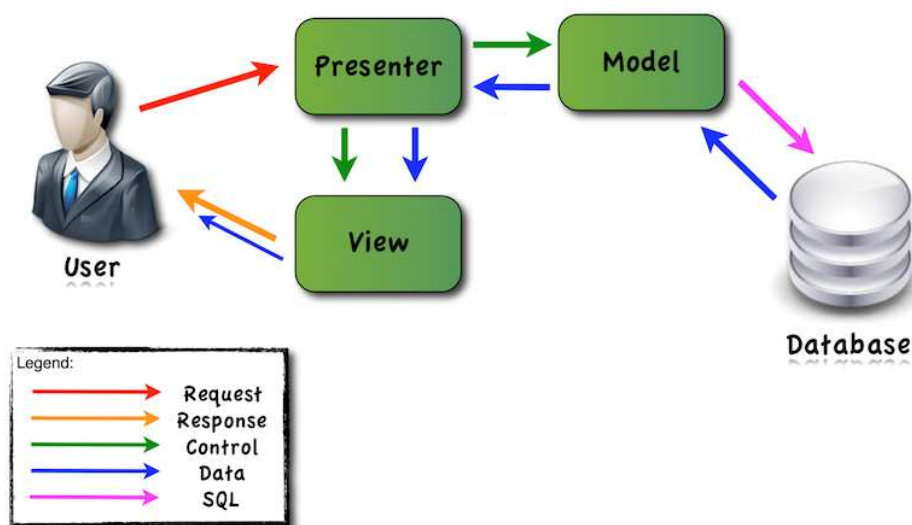 Presenter
Model
View
User
Database
Legend:
Request
Response
Control
Data
SQL